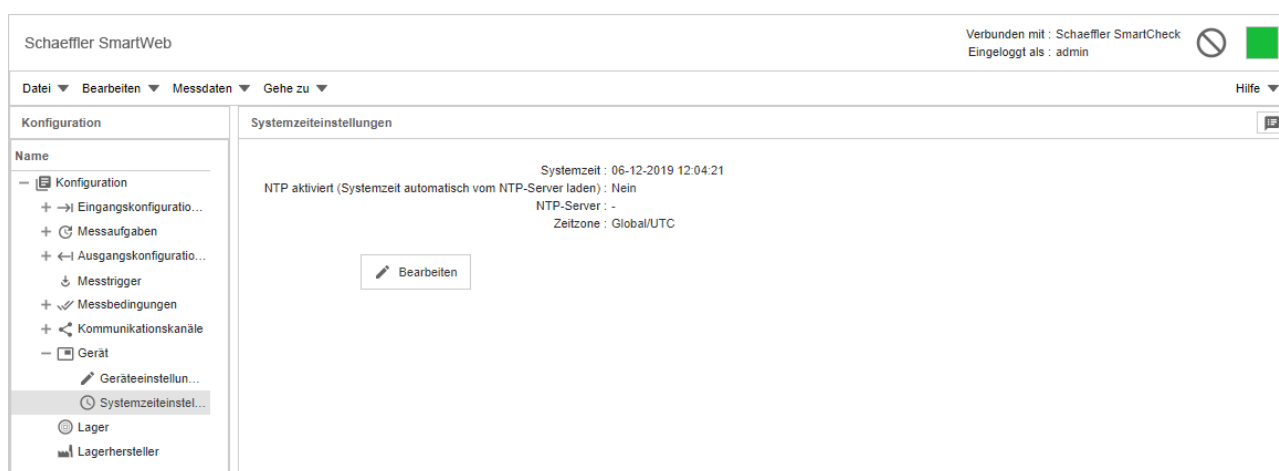 Schaeffler SmartWeb
Verbunden mit : Schaeffler SmartCheck
Eingeloggt als : admin
Datei Bearbeiten Messdaten Gehe zu Hilfe
Konfiguration
Name
Konfiguration
Eingangskonfiguratio...
Messaufgaben
Ausgangskonfiguratio...
Messtrigger
Messbedingungen
Kommunikationskanäle
Gerät
Geräteeinstellun...
Systemzeiteinstel...
Lager
Lagerhersteller
Systemzeiteinstellungen
Systemzeit : 06-12-2019 12:04:21
NTP aktiviert (Systemzeit automatisch vom NTP-Server laden) : Nein
NTP-Server : -
Zeitzone : Global/UTC
Bearbeiten